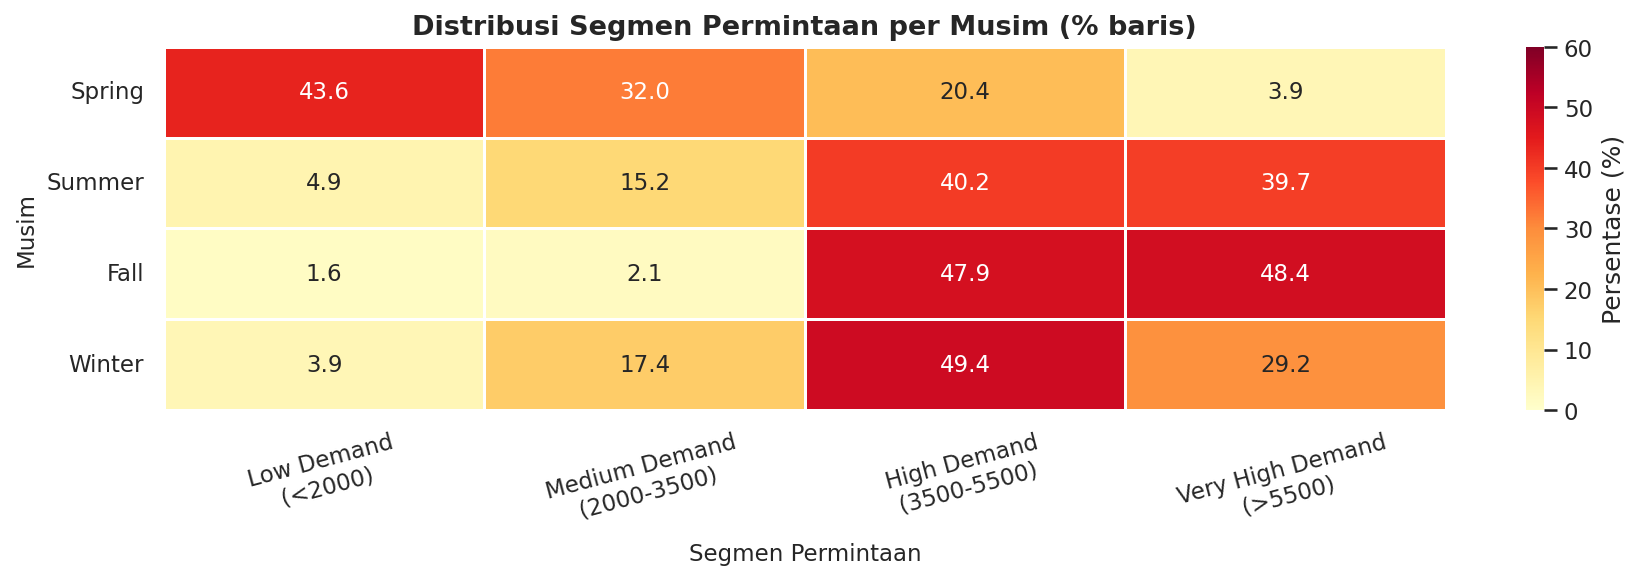 Distribusi Segmen Permintaan per Musim (% baris)
Musim
Spring 43.6 32.0 20.4 3.9
Summer 4.9 15.2 40.2 39.7
Fall 1.6 2.1 47.9 48.4
Winter 3.9 17.4 49.4 29.2
Low Demand
(<2000)
Medium Demand
(2000-3500)
High Demand
(3500-5500)
Very High Demand
(>5500)
Segmen Permintaan
60
50
40
30
20
10
0
Persentase (%)